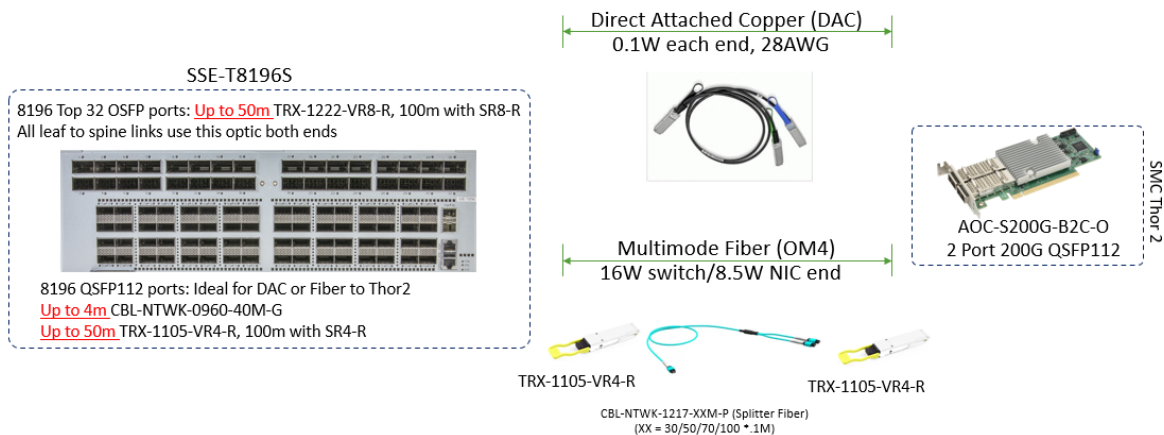 Direct Attached Copper (DAC)
0.1W each end, 28AWG
SSE-T8196S
8196 Top 32 OSFP ports: Up to 50m TRX-1222-VR8-R, 100m with SR8-R
All leaf to spine links use this optic both ends
8196 QSFP112 ports: Ideal for DAC or Fiber to Thor2
Up to 4m CBL-NTWK-0960-40M-G
Up to 50m TRX-1105-VR4-R, 100m with SR4-R
Multimode Fiber (OM4)
16W switch/8.5W NIC end
TRX-1105-VR4-R
TRX-1105-VR4-R
CBL-NTWK-1217-XXM-P (Splitter Fiber)
(XX = 30/50/70/100 *.1M)
AOC-S200G-B2C-O
2 Port 200G QSFP112
SMC Thor 2